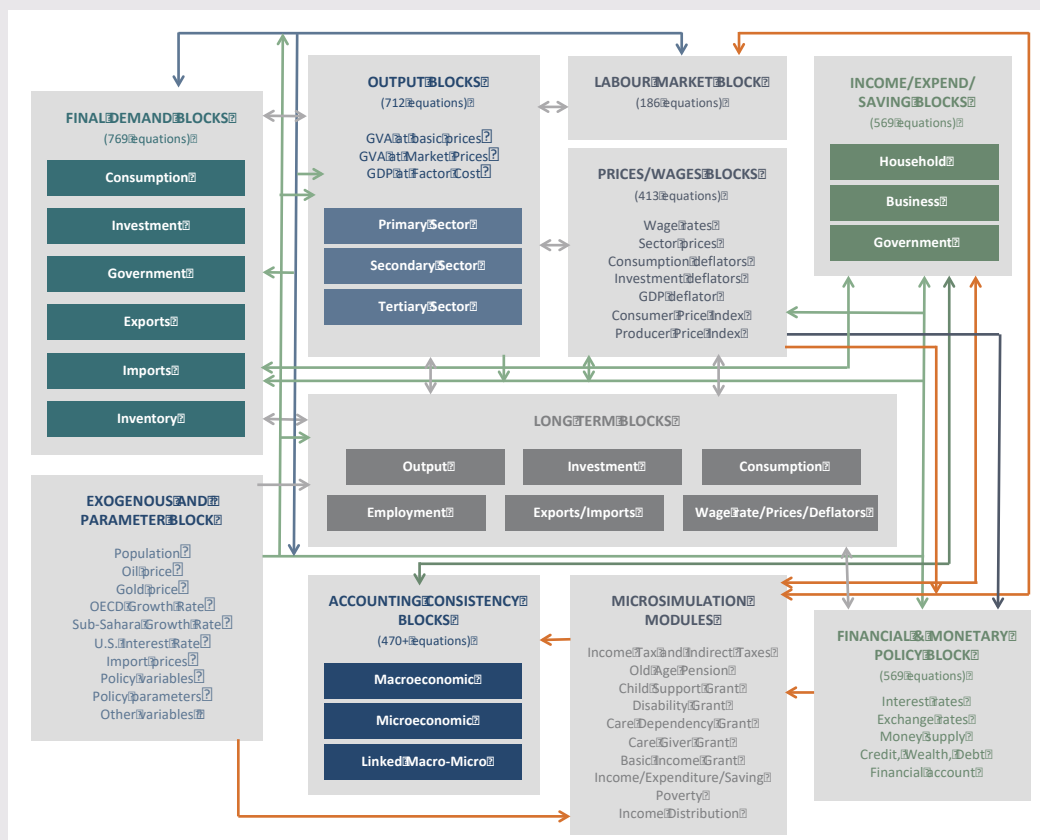 OUTPUT BLOCKS
(712 equations)
GVA at basic prices
GVA at Market Prices
GDP at Factor Cost
Primary Sector
Secondary Sector
Tertiary Sector
LABOUR MARKET BLOCK
(186 equations)
INCOME/EXPEND/
SAVING BLOCKS
(569 equations)
Household
Business
Government
FINAL DEMAND BLOCKS
(769 equations)
Consumption
Investment
Government
Exports
Imports
Inventory
PRICES/WAGES BLOCKS
(413 equations)
Wage rates
Sector prices
Consumption deflators
Investment deflators
GDP deflator
Consumer Price Index
Producer Price Index
LONG TERM BLOCKS
Output
Investment
Consumption
Employment
Exports/Imports
Wage rate/Prices/Deflators
EXOGENOUS AND
PARAMETER BLOCK
Population
Oil price
Gold price
OECD Growth Rate
Sub-Sahara Growth Rate
U.S. Interest Rate
Import prices
Policy variables
Policy parameters
Other variables
ACCOUNTING CONSISTENCY
BLOCKS
(470+ equations)
Macroeconomic
Microeconomic
Linked Macro-Micro
MICROSIMULATION
MODULES
Income Tax and Indirect Taxes
Old Age Pension
Child Support Grant
Disability Grant
Care Dependency Grant
Care Giver Grant
Basic Income Grant
Income/Expenditure/Saving
Poverty
Income Distribution
FINANCIAL & MONETARY
POLICY BLOCK
(569 equations)
Interest rates
Exchange rates
Money supply
Credit, Wealth, Debt
Financial account